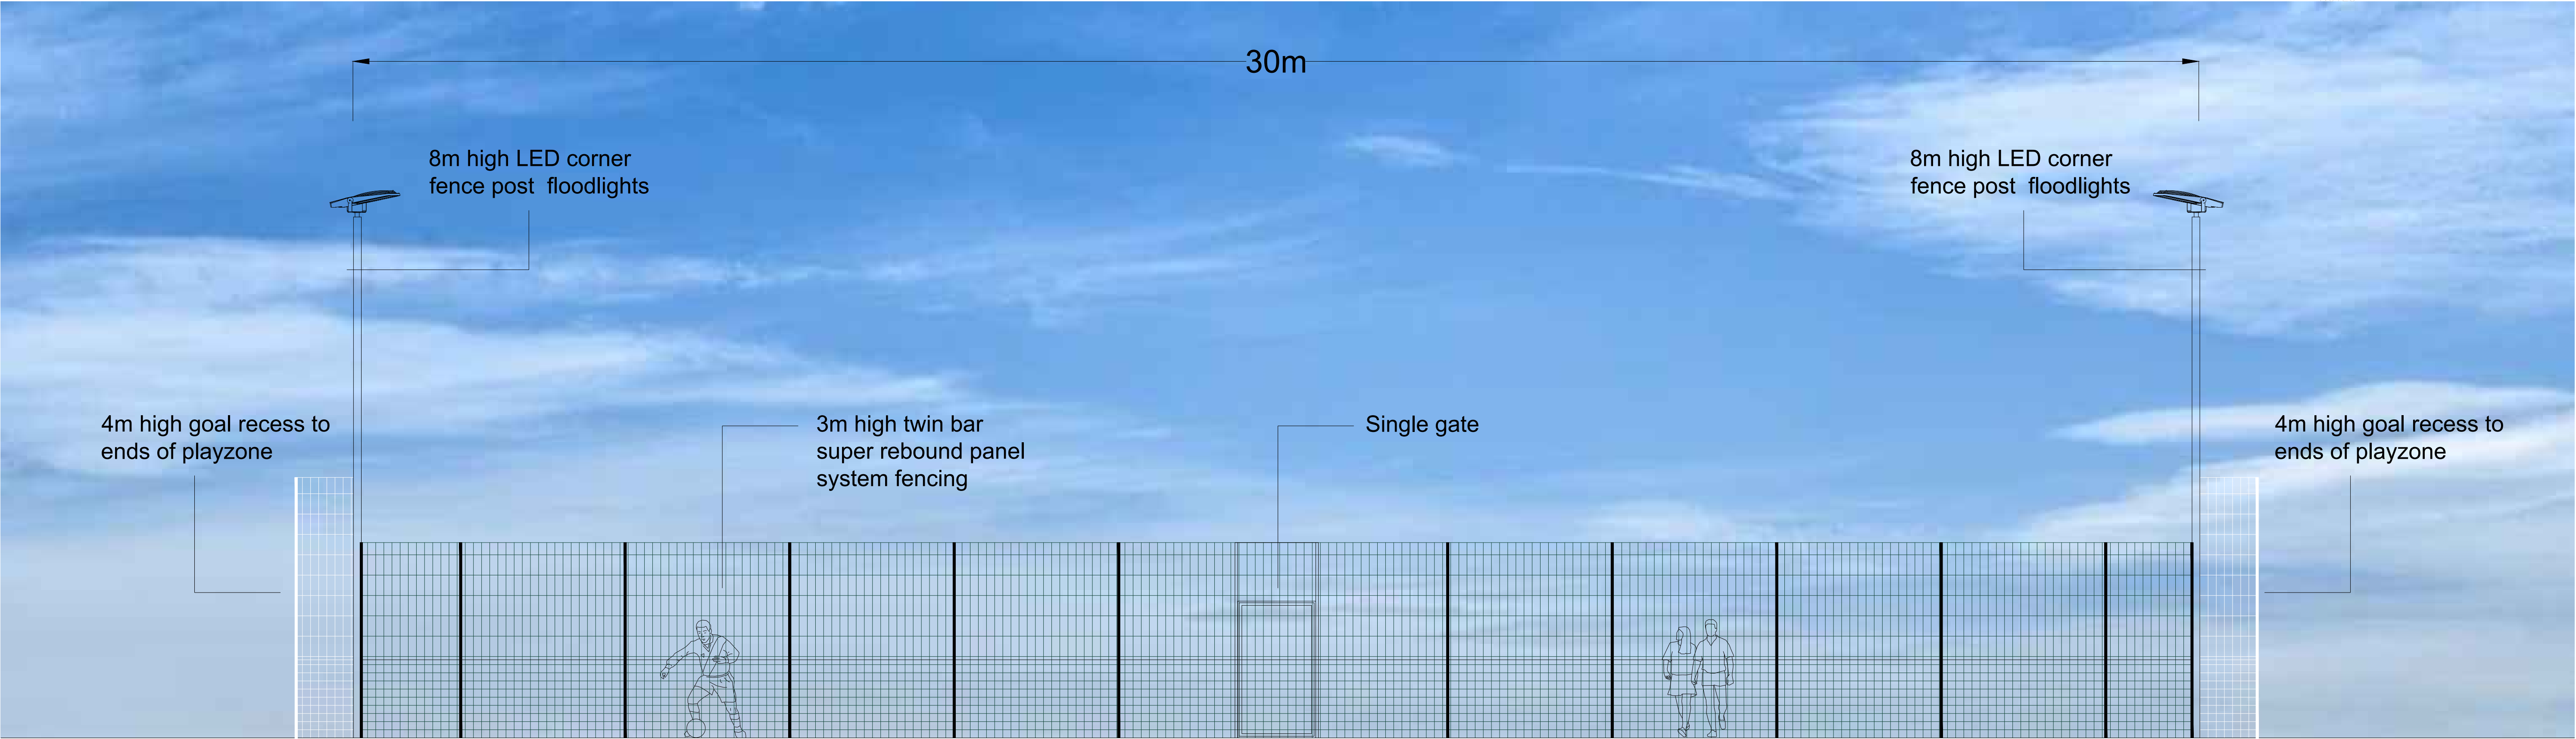 30m
8m high LED corner
fence post floodlights
8m high LED corner
fence post floodlights
4m high goal recess to
ends of playzone
3m high twin bar
super rebound panel
system fencing
Single gate
4m high goal recess to
ends of playzone